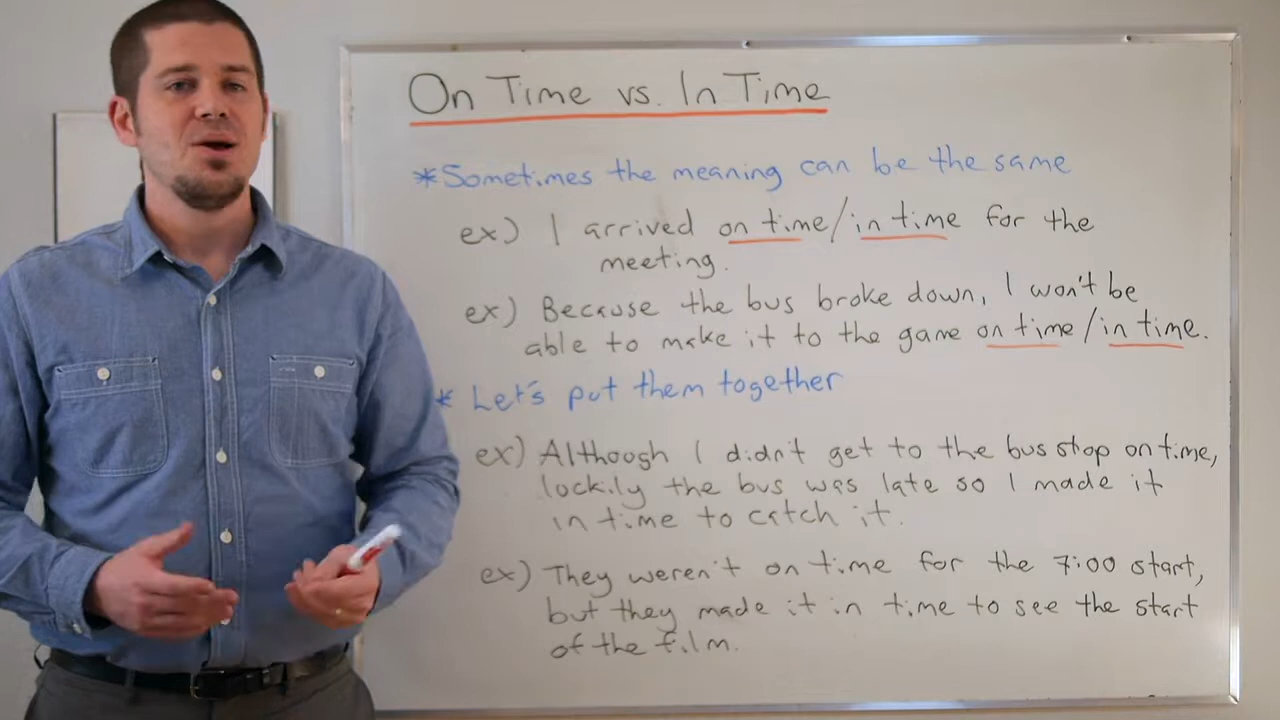 On Time vs. In Time
*Sometimes the meaning can be the same
ex) I arrived on time/in time for the
meeting.
ex) Because the bus broke down, I won't be
able to make it to the game on time/in time.
* Let's put them together
ex) Although I didn't get to the bus stop on time,
lockily the bus was late so I made it
in time to catch it.
ex) They weren't on time for the 7:00 start,
but they made it in time to see the start
of the film.